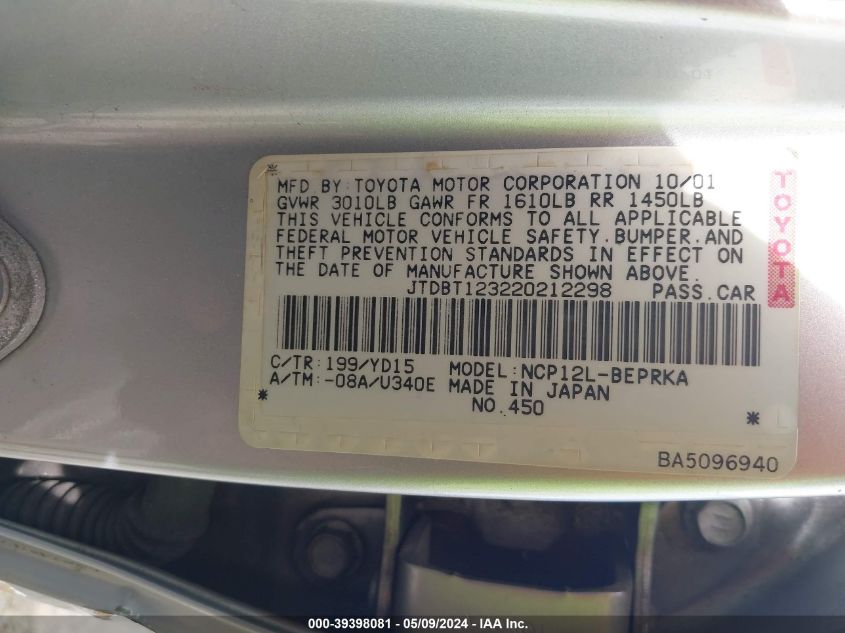 MFD.BY:TOYOTA MOTOR CORPORATION 10/01
GVWR 3010LB GAWR FR 1610LB RR 1450LB
THIS VEHICLE CONFORMS TO ALL APPLICABLE
FEDERAL MOTOR VEHICLE SAFETY.BUMPER.AND
THEFT PREVENTION STANDARDS IN EFFECT ON
THE DATE OF MANUFACTURE SHOWN ABOVE.
JTDBT123220212298 PASS.CAR
TOYOTA
C/TR:199/YD15 MODEL:NCP12L-BEPRKA
A/TM:-08A/U340E MADE IN JAPAN
* NO.450 *
BA5096940
000-39398081 - 05/09/2024 - IAA Inc.